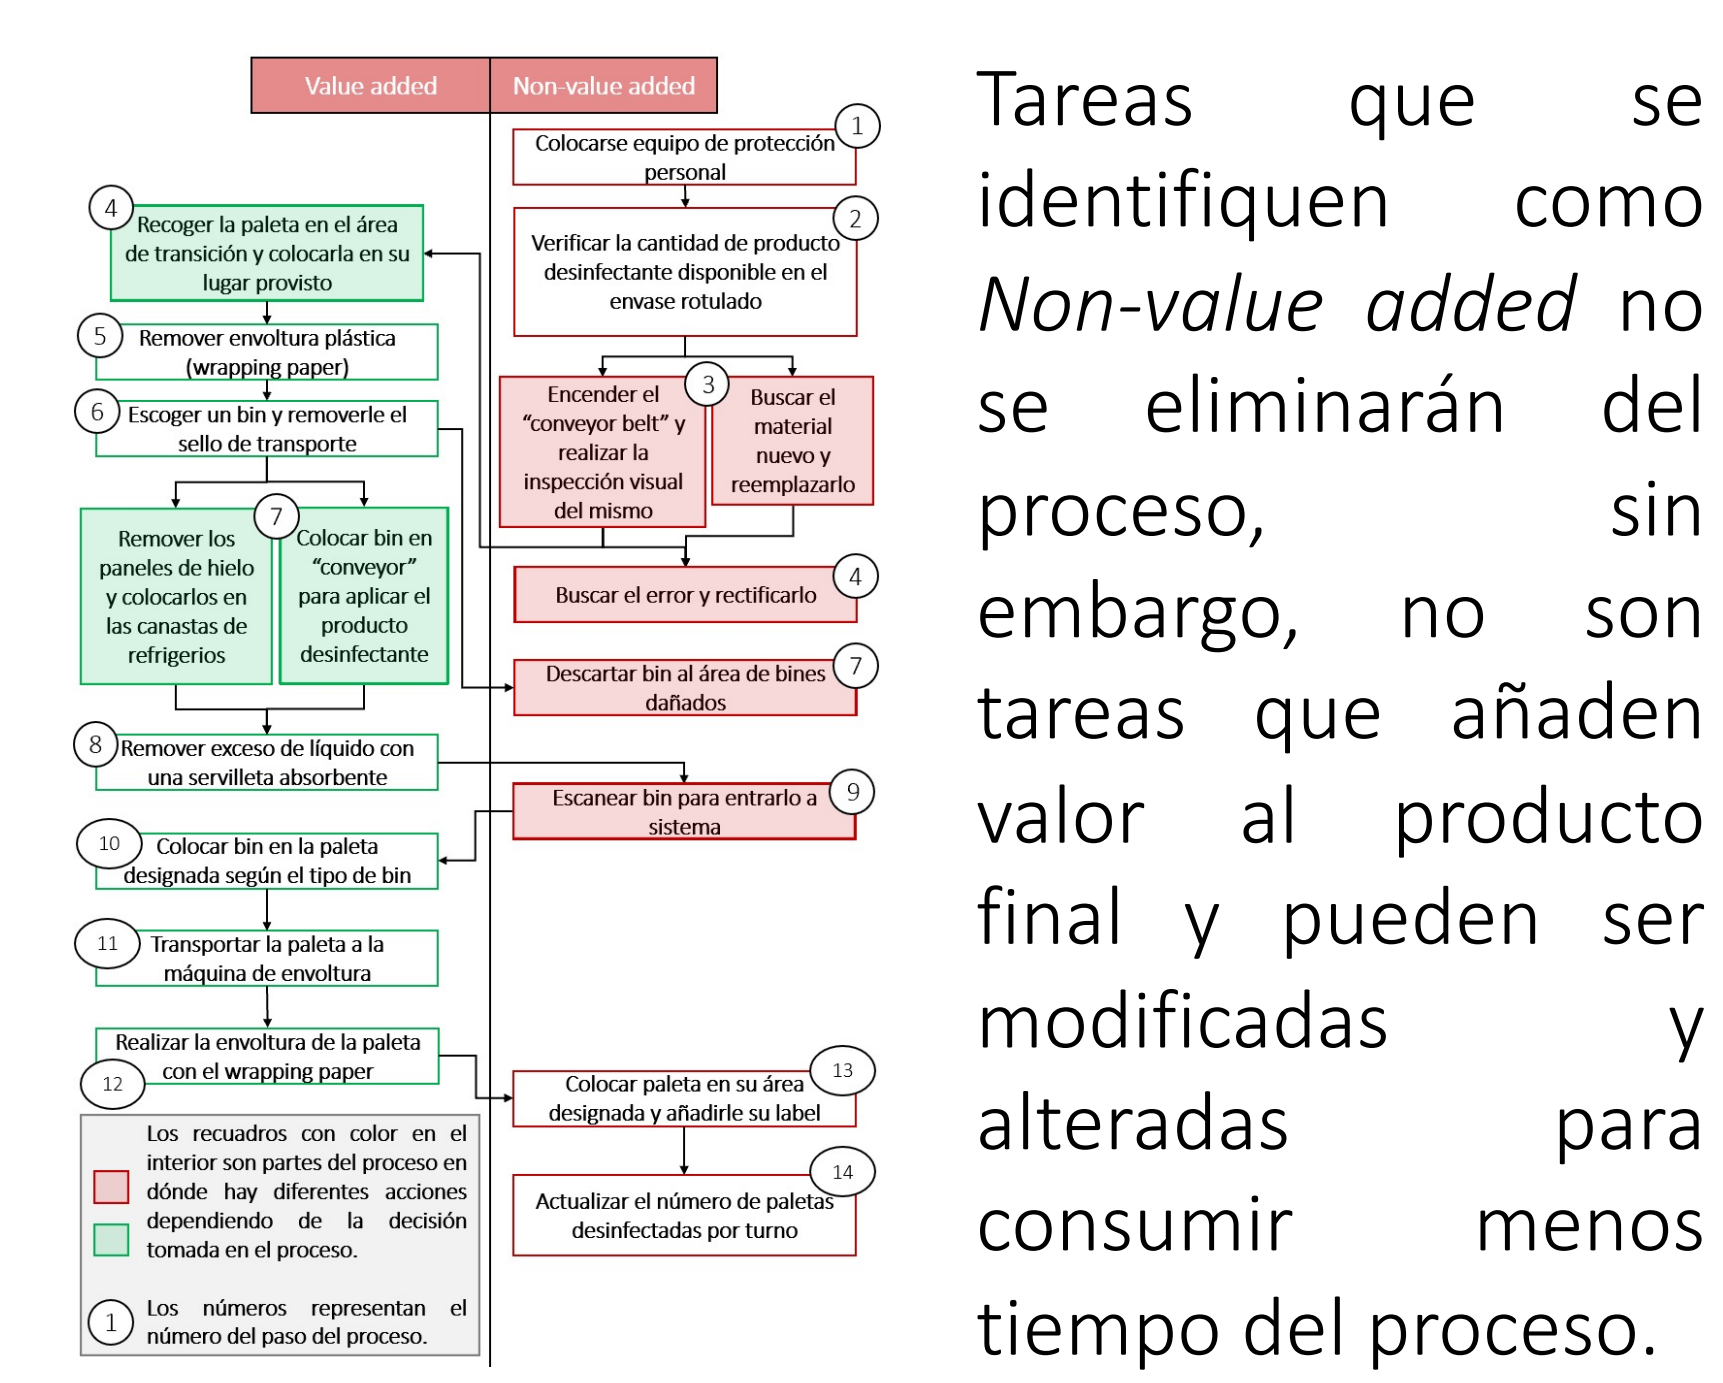 Value added
Non-value added
1
Colocarse equipo de protección
personal
2
Verificar la cantidad de producto
desinfectante disponible en el
envase rotulado
3
Encender el
“conveyor belt” y
realizar la
inspección visual
del mismo
Buscar el
material
nuevo y
reemplazarlo
4
Buscar el error y rectificarlo
4
Recoger la paleta en el área
de transición y colocarla en su
lugar provisto
5
Remover envoltura plástica
(wrapping paper)
6
Escoger un bin y removerle el
sello de transporte
7
Remover los
paneles de hielo
y colocarlos en
las canastas de
refrigerios
Colocar bin en
“conveyor”
para aplicar el
producto
desinfectante
7
Descartar bin al área de bines
dañados
8
Remover exceso de líquido con
una servilleta absorbente
9
Escanear bin para entrarlo a
sistema
10
Colocar bin en la paleta
designada según el tipo de bin
11
Transportar la paleta a la
máquina de envoltura
12
Realizar la envoltura de la paleta
con el wrapping paper
13
Colocar paleta en su área
designada y añadirle su label
14
Actualizar el número de paletas
desinfectadas por turno
Los recuadros con color en el
interior son partes del proceso en
dónde hay diferentes acciones
dependiendo de la decisión
tomada en el proceso.
1
Los números representan el
número del paso del proceso.
Tareas que se
identifiquen como
Non-value added no
se eliminarán del
proceso, sin
embargo, no son
tareas que añaden
valor al producto
final y pueden ser
modificadas y
alteradas para
consumir menos
tiempo del proceso.